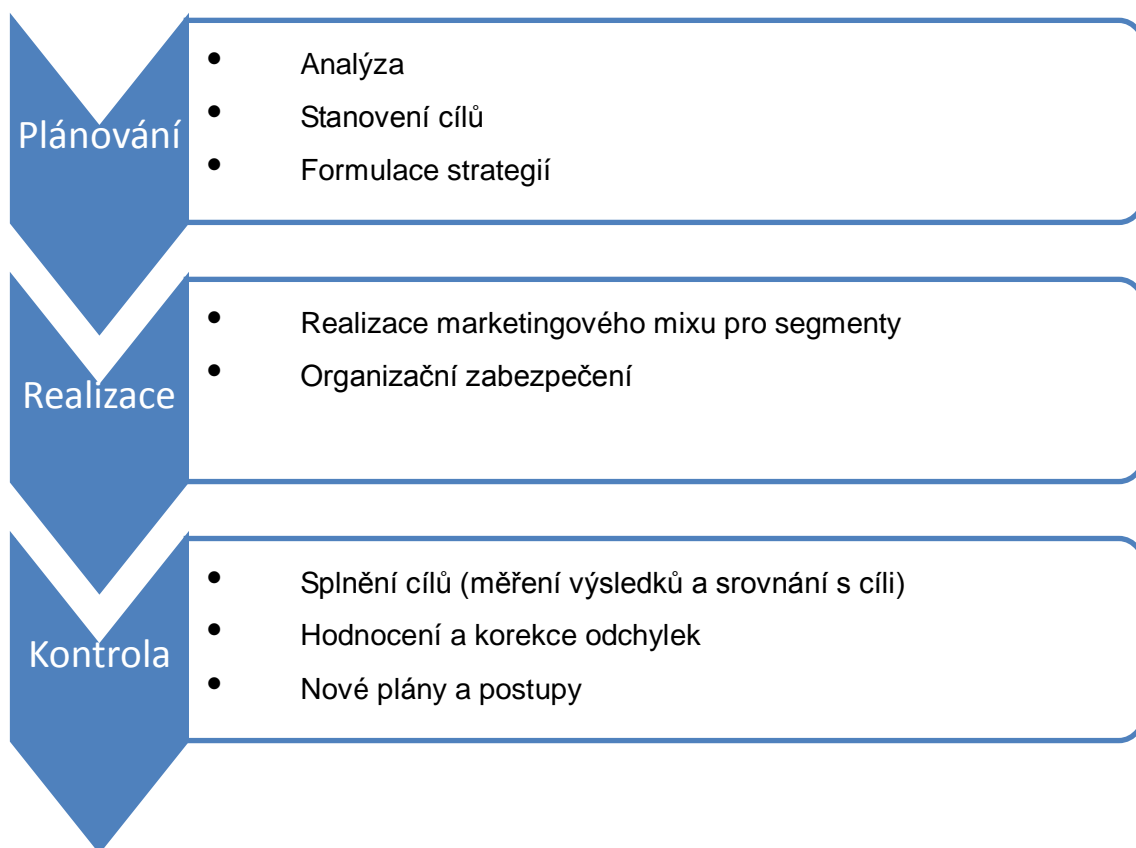 Plánování
• Analýza
• Stanovení cílů
• Formulace strategií
Realizace
• Realizace marketingového mixu pro segmenty
• Organizační zabezpečení
Kontrola
• Splnění cílů (měření výsledků a srovnání s cíli)
• Hodnocení a korekce odchylek
• Nové plány a postupy